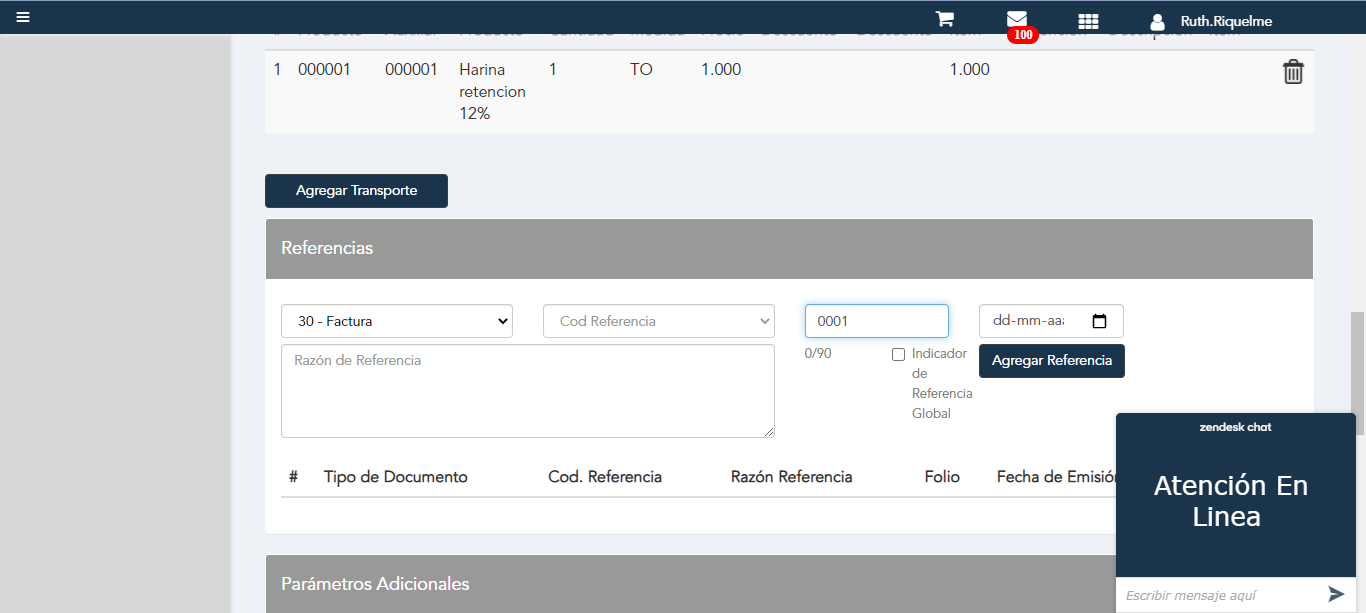 Ruth.Riquelme
100
1 000001 000001 Harina 1 TO 1.000 1.000
retencion
12%
Agregar Transporte
Referencias
30 - Factura Cod Referencia 0001 dd-mm-aaa
Razón de Referencia 0/90 Indicador Agregar Referencia
de
Referencia
Global
zendesk chat
# Tipo de Documento Cod. Referencia Razón Referencia Folio Fecha de Emisión
Atención En
Linea
Parámetros Adicionales
Escribir mensaje aquí